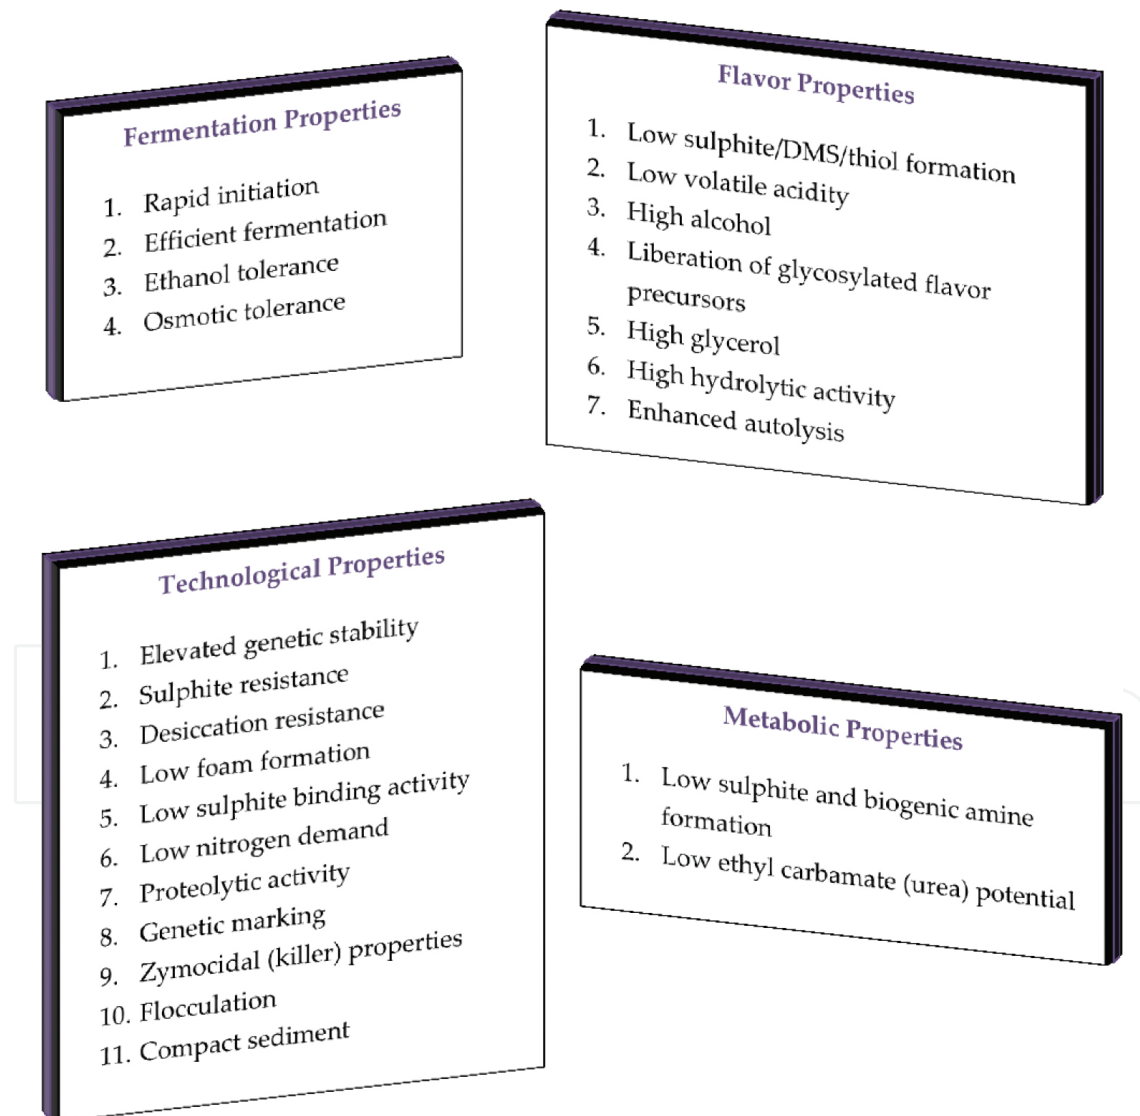 Fermentation Properties
1. Rapid initiation
2. Efficient fermentation
3. Ethanol tolerance
4. Osmotic tolerance
Flavor Properties
1. Low sulphite/DMS/thiol formation
2. Low volatile acidity
3. High alcohol
4. Liberation of glycosylated flavor
precursors
5. High glycerol
6. High hydrolytic activity
7. Enhanced autolysis
Technological Properties
1. Elevated genetic stability
2. Sulphite resistance
3. Desiccation resistance
4. Low foam formation
5. Low sulphite binding activity
6. Low nitrogen demand
7. Proteolytic activity
8. Genetic marking
9. Zymocidal (killer) properties
10. Flocculation
11. Compact sediment
Metabolic Properties
1. Low sulphite and biogenic amine
formation
2. Low ethyl carbamate (urea) potential